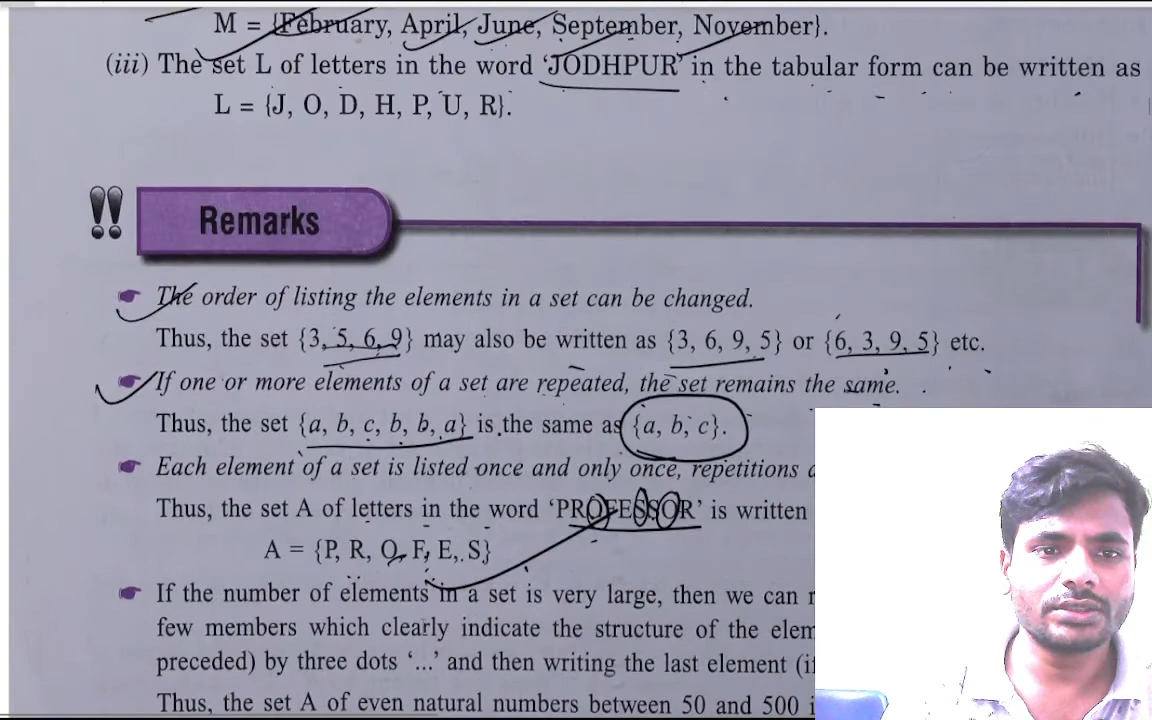 M = {February, April, June, September, November}.
(iii) The set L of letters in the word ‘JODHPUR’ in the tabular form can be written as
L = {J, O, D, H, P, U, R}.
!! Remarks
The order of listing the elements in a set can be changed.
Thus, the set {3, 5, 6, 9} may also be written as {3, 6, 9, 5} or {6, 3, 9, 5} etc.
If one or more elements of a set are repeated, the set remains the same.
Thus, the set {a, b, c, b, b, a} is the same as {a, b, c}.
Each element of a set is listed once and only once, repetitions
Thus, the set A of letters in the word ‘PROFESSOR’ is written
A = {P, R, O, F, E, S}
If the number of elements in a set is very large, then we can
few members which clearly indicate the structure of the elem
preceded) by three dots ‘...’ and then writing the last element (i
Thus, the set A of even natural numbers between 50 and 500 i